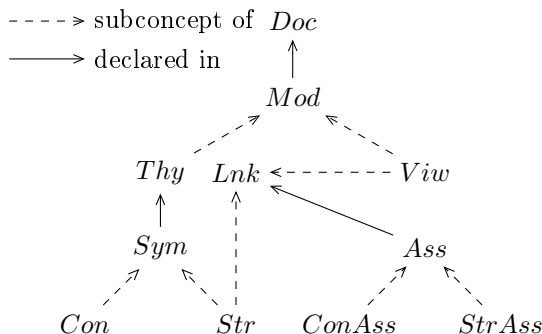 subconcept of Doc
declared in
Mod
Thy Lnk Viw
Sym Ass
Con Str ConAss StrAss